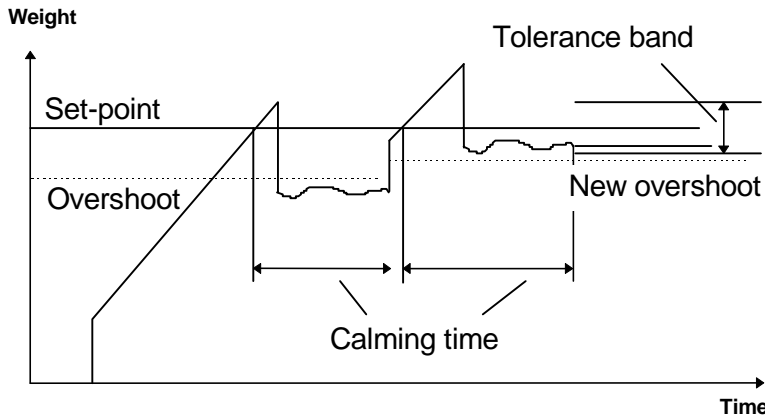 Weight
Tolerance band
Set-point
Overshoot
New overshoot
Calming time
Time